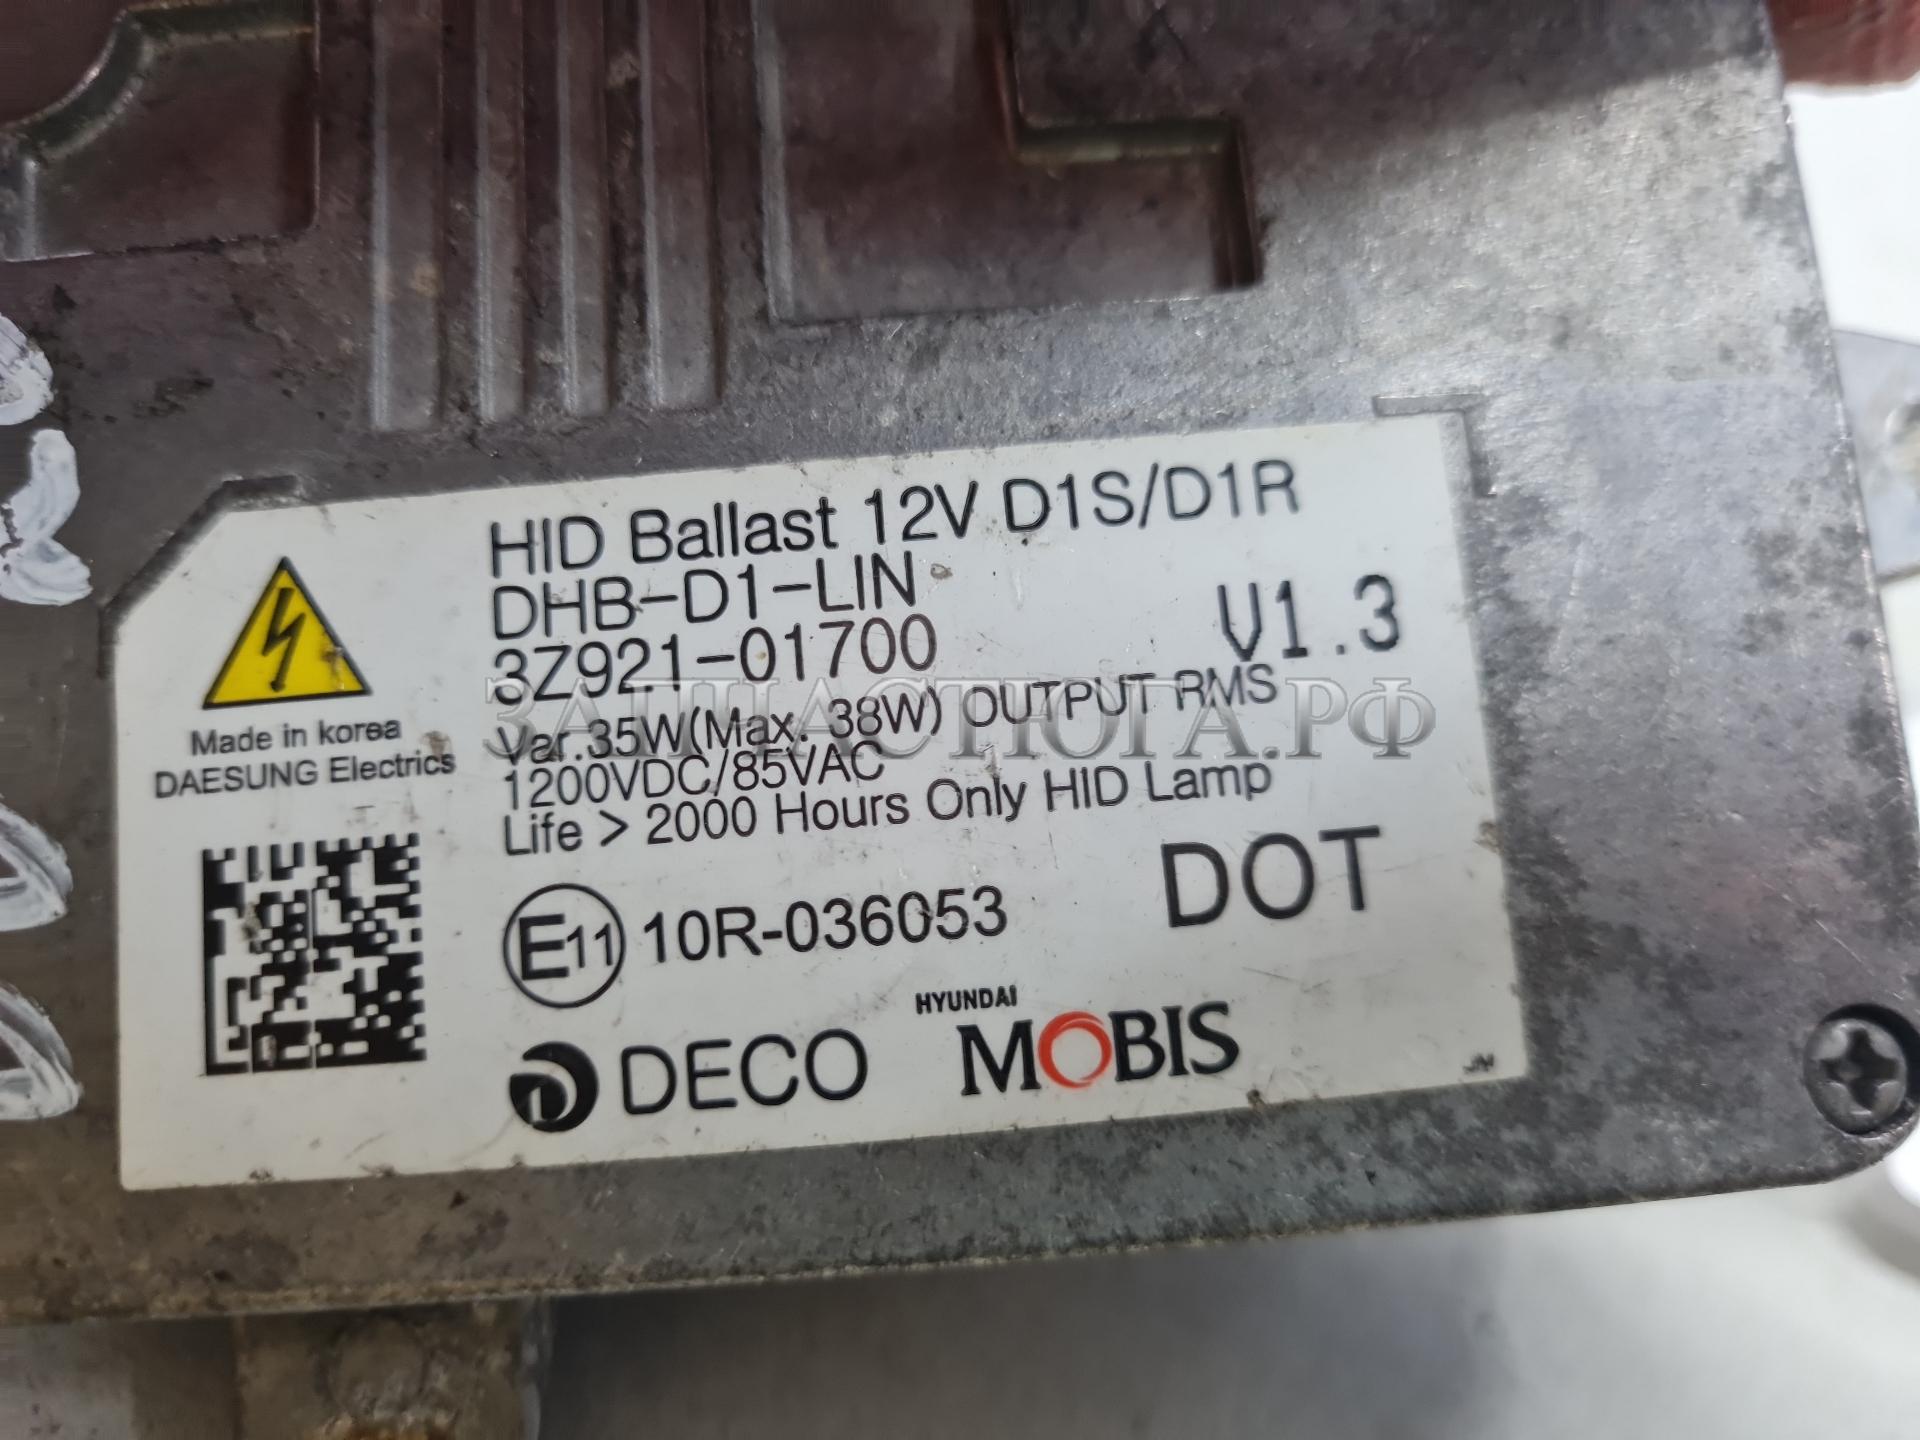 HID Ballast 12V D1S/D1R
DHB-D1-LIN
3Z921-01700
V1.3
Var.35W(Max. 38W) OUTPUT RMS
1200VDC/85VAC
Life > 2000 Hours Only HID Lamp
Made in korea
DAESUNG Electrics
E11 10R-036053
DOT
DECO
HYUNDAI
MOBIS
ЗАПЧАСТЮГА.РФ